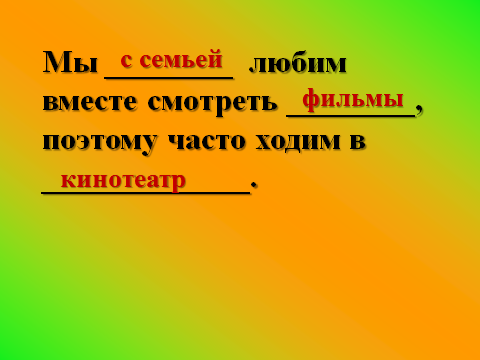 Мы с семьей любим
вместе смотреть фильмы,
поэтому часто ходим в
кинотеатр.